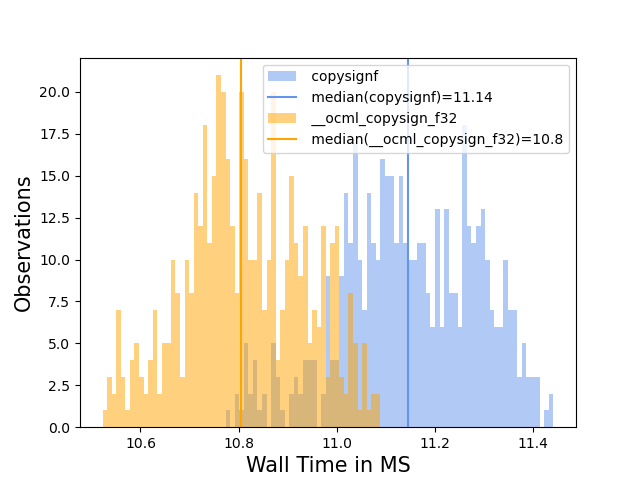 copysignf
median(copysignf)=11.14
__ocml_copysign_f32
median(__ocml_copysign_f32)=10.8
20.0
17.5
15.0
12.5
10.0
7.5
5.0
2.5
0.0
Observations
10.6 10.8 11.0 11.2 11.4
Wall Time in MS